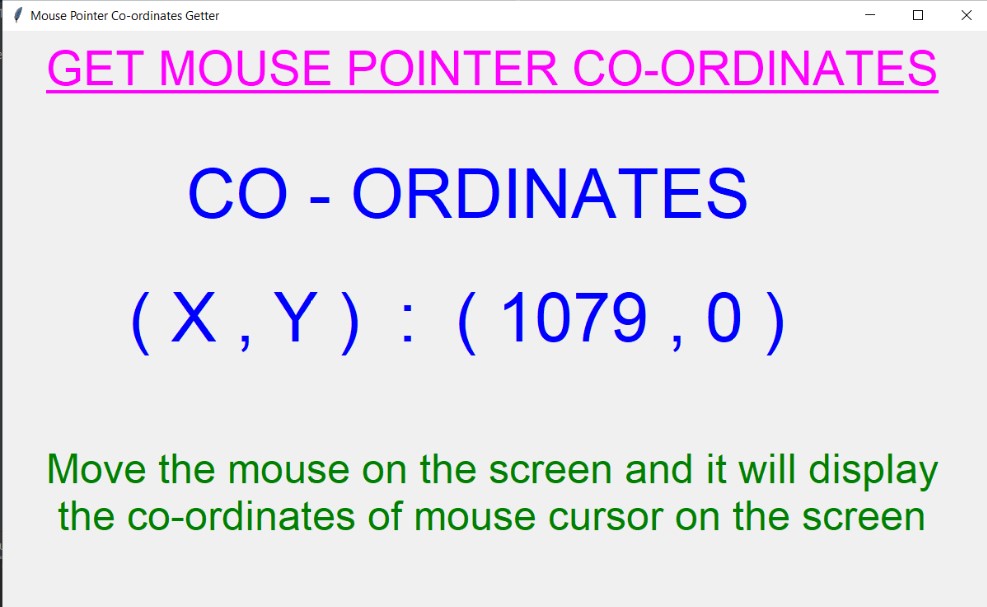 Mouse Pointer Co-ordinates Getter
GET MOUSE POINTER CO-ORDINATES
CO - ORDINATES
( X , Y ) : ( 1079 , 0 )
Move the mouse on the screen and it will display
the co-ordinates of mouse cursor on the screen